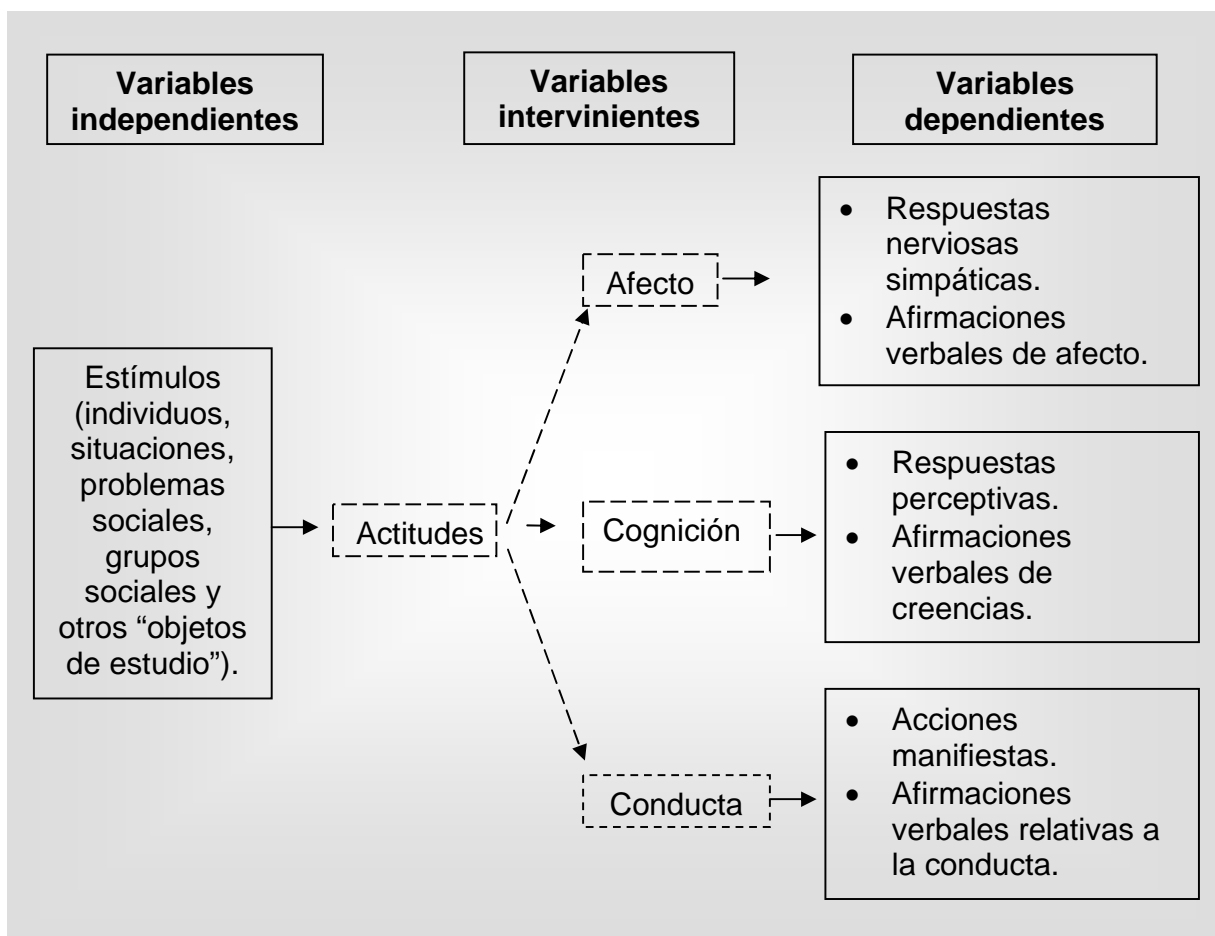 Variables
independientes
Variables
intervinientes
Variables
dependientes
Estímulos
(individuos,
situaciones,
problemas
sociales,
grupos
sociales y
otros “objetos
de estudio”).
Actitudes
Afecto
Cognición
Conducta
• Respuestas
nerviosas
simpáticas.
• Afirmaciones
verbales de afecto.
• Respuestas
perceptivas.
• Afirmaciones
verbales de
creencias.
• Acciones
manifiestas.
• Afirmaciones
verbales relativas a
la conducta.